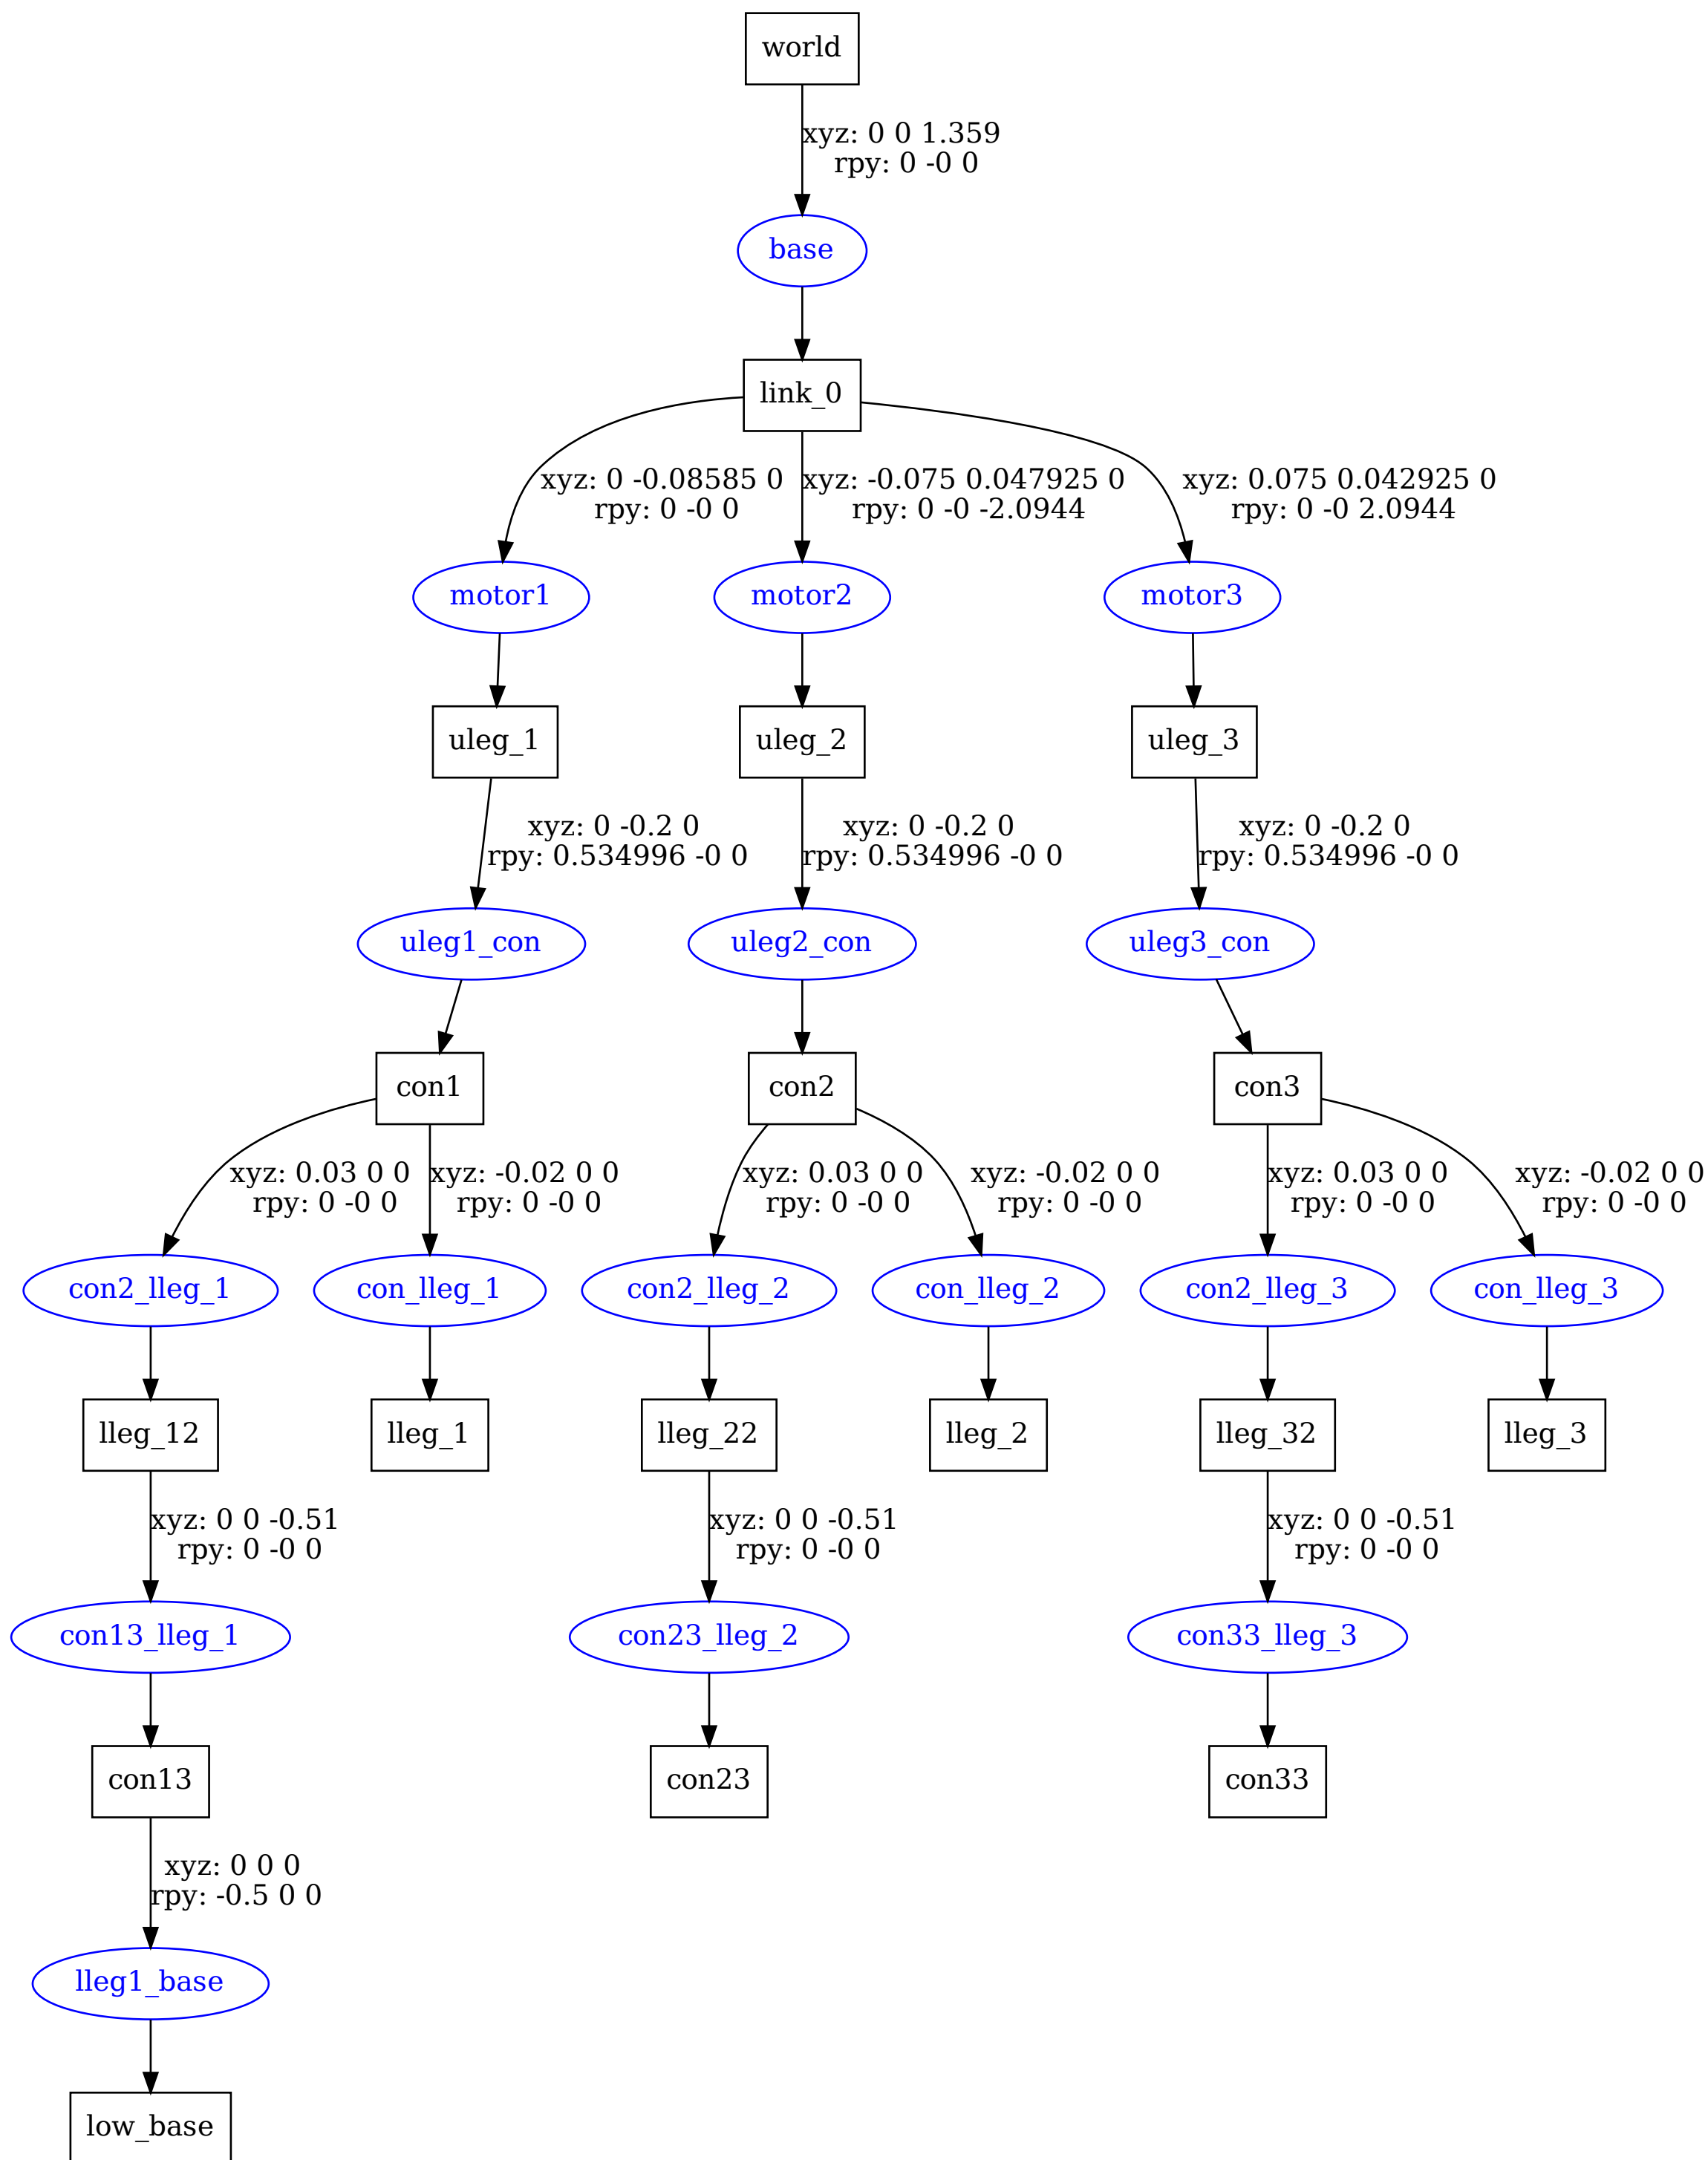 world
xyz: 0 0 1.359
rpy: 0 -0 0
base
link_0
xyz: 0 -0.08585 0
rpy: 0 -0 0
xyz: -0.075 0.047925 0
rpy: 0 -0 -2.0944
xyz: 0.075 0.042925 0
rpy: 0 -0 2.0944
motor1
motor2
motor3
uleg_1
uleg_2
uleg_3
xyz: 0 -0.2 0
rpy: 0.534996 -0 0
xyz: 0 -0.2 0
rpy: 0.534996 -0 0
xyz: 0 -0.2 0
rpy: 0.534996 -0 0
uleg1_con
uleg2_con
uleg3_con
con1
con2
con3
xyz: 0.03 0 0
rpy: 0 -0 0
xyz: -0.02 0 0
rpy: 0 -0 0
xyz: 0.03 0 0
rpy: 0 -0 0
xyz: -0.02 0 0
rpy: 0 -0 0
xyz: 0.03 0 0
rpy: 0 -0 0
xyz: -0.02 0 0
rpy: 0 -0 0
con2_lleg_1
con_lleg_1
con2_lleg_2
con_lleg_2
con2_lleg_3
con_lleg_3
lleg_12
lleg_1
lleg_22
lleg_2
lleg_32
lleg_3
xyz: 0 0 -0.51
rpy: 0 -0 0
xyz: 0 0 -0.51
rpy: 0 -0 0
xyz: 0 0 -0.51
rpy: 0 -0 0
con13_lleg_1
con23_lleg_2
con33_lleg_3
con13
con23
con33
xyz: 0 0 0
rpy: -0.5 0 0
lleg1_base
low_base